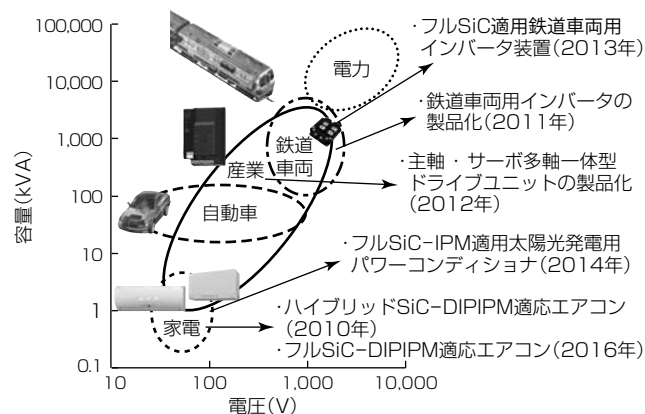 100,000
10,000
1,000
100
10
1
0.1
容量(kVA)
10
100
1,000
10,000
電圧(V)
電力
鉄道
車両
産業
自動車
家電
・フルSiC適用鉄道車両用
インバータ装置(2013年)
・鉄道車両用インバータの
製品化(2011年)
・主軸・サーボ多軸一体型
ドライブユニットの製品化
(2012年)
・フルSiC-IPM適用太陽光発電用
パワーコンディショナ(2014年)
・ハイブリッドSiC-DIPIPM適応エアコン
(2010年)
・フルSiC-DIPIPM適応エアコン(2016年)